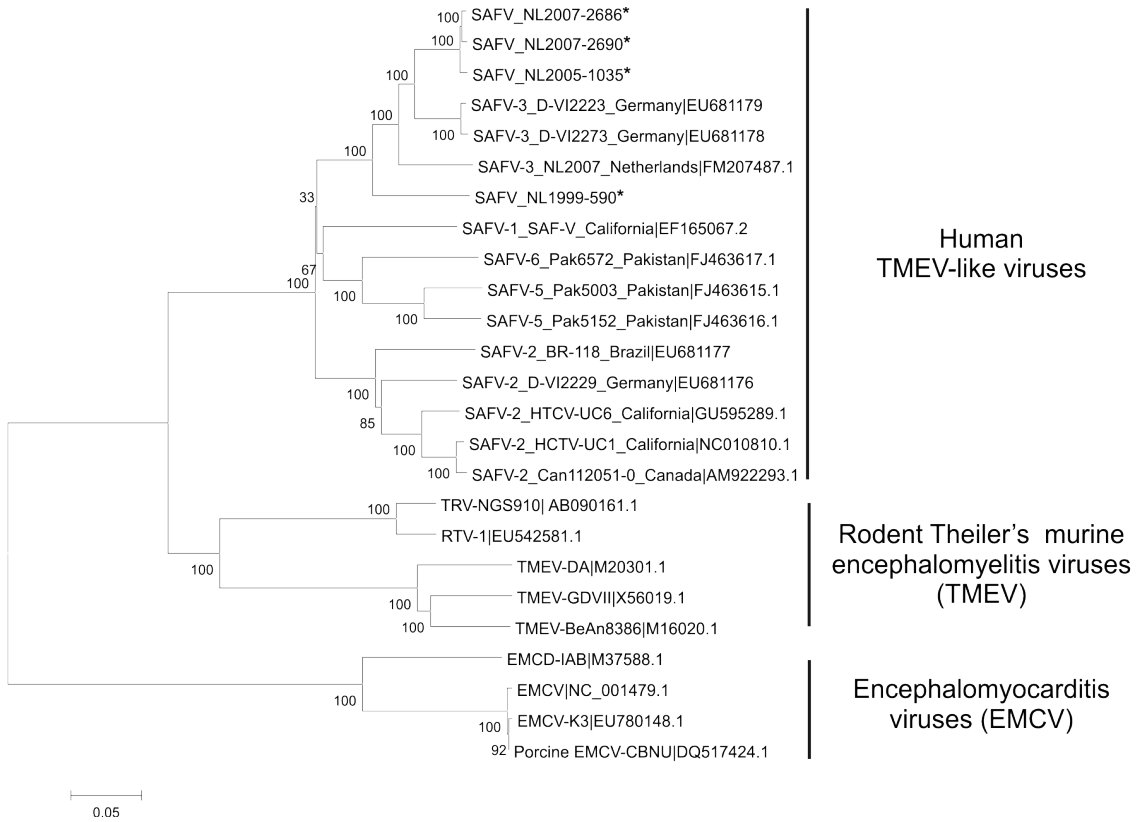 100
SAFV_NL2007-2686*
100
SAFV_NL2007-2690*
100
SAFV_NL2005-1035*
100
SAFV-3_D-VI2223_Germany|EU681179
100
SAFV-3_D-VI2273_Germany|EU681178
100
SAFV-3_NL2007_Netherlands|FM207487.1
33
SAFV_NL1999-590*
SAFV-1_SAF-V_California|EF165067.2
67
SAFV-6_Pak6572_Pakistan|FJ463617.1
100
100
SAFV-5_Pak5003_Pakistan|FJ463615.1
100
SAFV-5_Pak5152_Pakistan|FJ463616.1
SAFV-2_BR-118_Brazil|EU681177
100
SAFV-2_D-VI2229_Germany|EU681176
85
SAFV-2_HTCV-UC6_California|GU595289.1
100
SAFV-2_HCTV-UC1_California|NC010810.1
100
SAFV-2_Can112051-0_Canada|AM922293.1
Human
TMEV-like viruses
100
TRV-NGS910| AB090161.1
RTV-1|EU542581.1
100
TMEV-DA|M20301.1
100
TMEV-GDVII|X56019.1
100
TMEV-BeAn8386|M16020.1
Rodent Theiler’s murine
encephalomyelitis viruses
(TMEV)
EMCD-IAB|M37588.1
100
EMCV|NC_001479.1
100
EMCV-K3|EU780148.1
92
Porcine EMCV-CBNU|DQ517424.1
Encephalomyocarditis
viruses (EMCV)
0.05